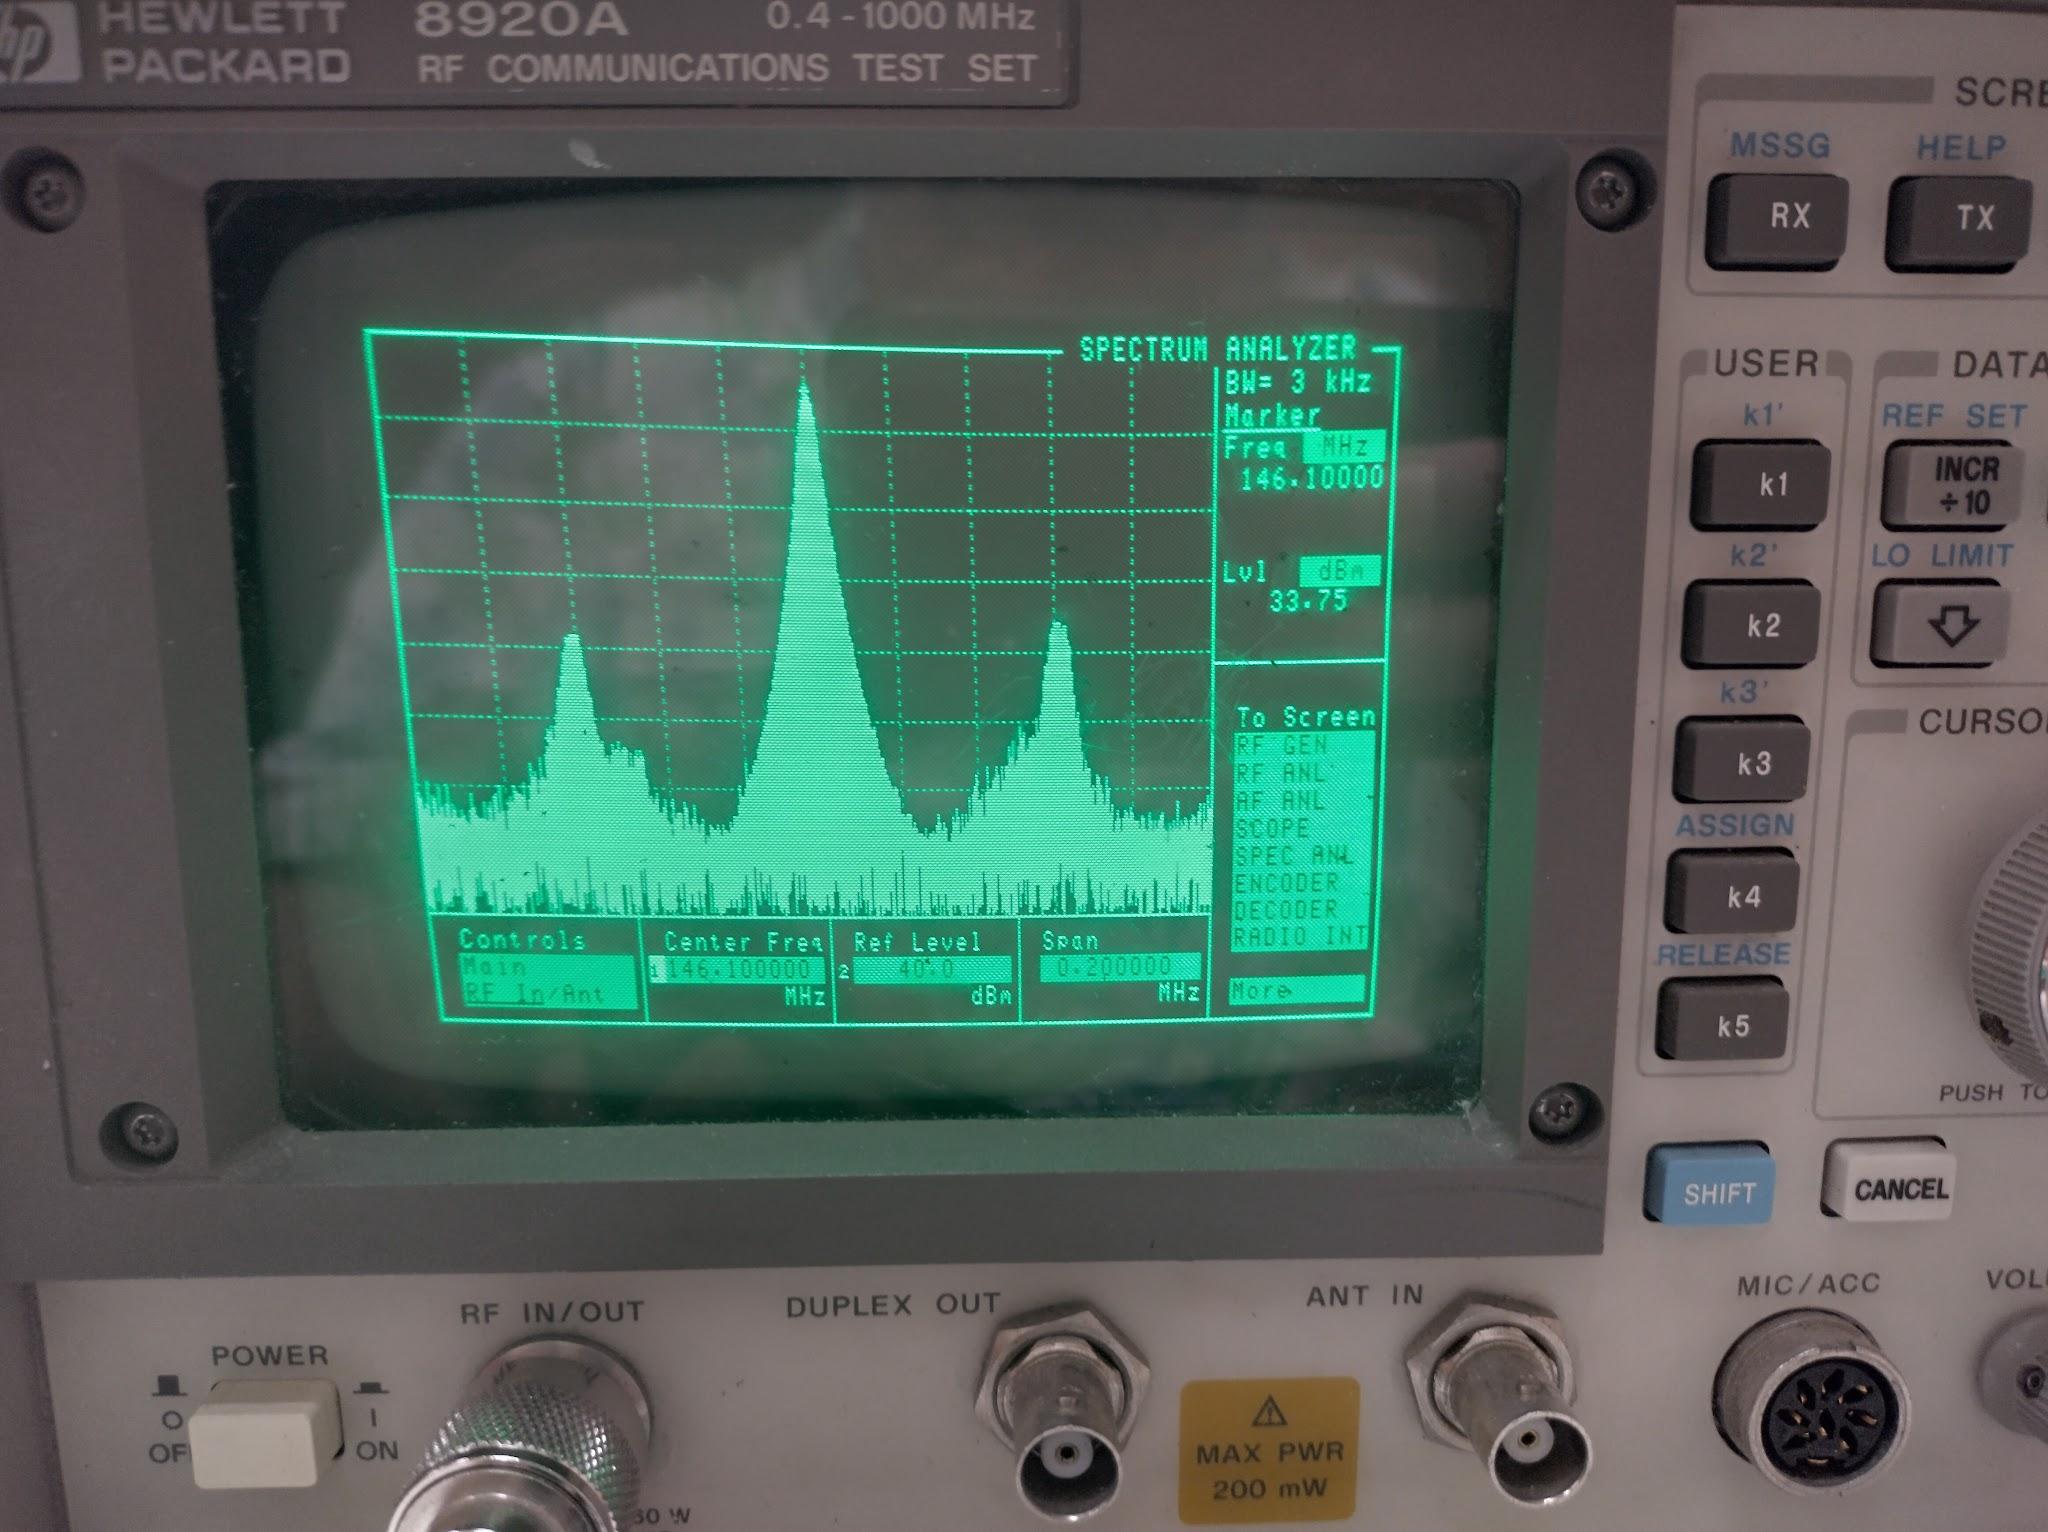 hp HEWLETT PACKARD
8920A 0.4 - 1000 MHz
RF COMMUNICATIONS TEST SET
SPECTRUM ANALYZER
BW= 3 kHz
Marker
Freq MHz
146.10000
Lvl dBm
33.75
To Screen
RF GEN
RF ANL
AF ANL
SCOPE
SPEC ANL
ENCODER
DECODER
RADIO INT
More
Controls
Main
RF In/Ant
Center Freq
1 146.100000
MHz
Ref Level
2 40.0
dBm
Span
0.200000
MHz
SCRE
MSSG HELP
RX TX
USER
k1'
k1
k2'
k2
k3'
k3
ASSIGN
k4
RELEASE
k5
DATA
REF SET
INCR
÷10
LO LIMIT
CURSO
PUSH TO
SHIFT CANCEL
POWER
O
OF
I
ON
RF IN/OUT
DUPLEX OUT
ANT IN
MAX PWR
200 mW
MIC/ACC
VOL